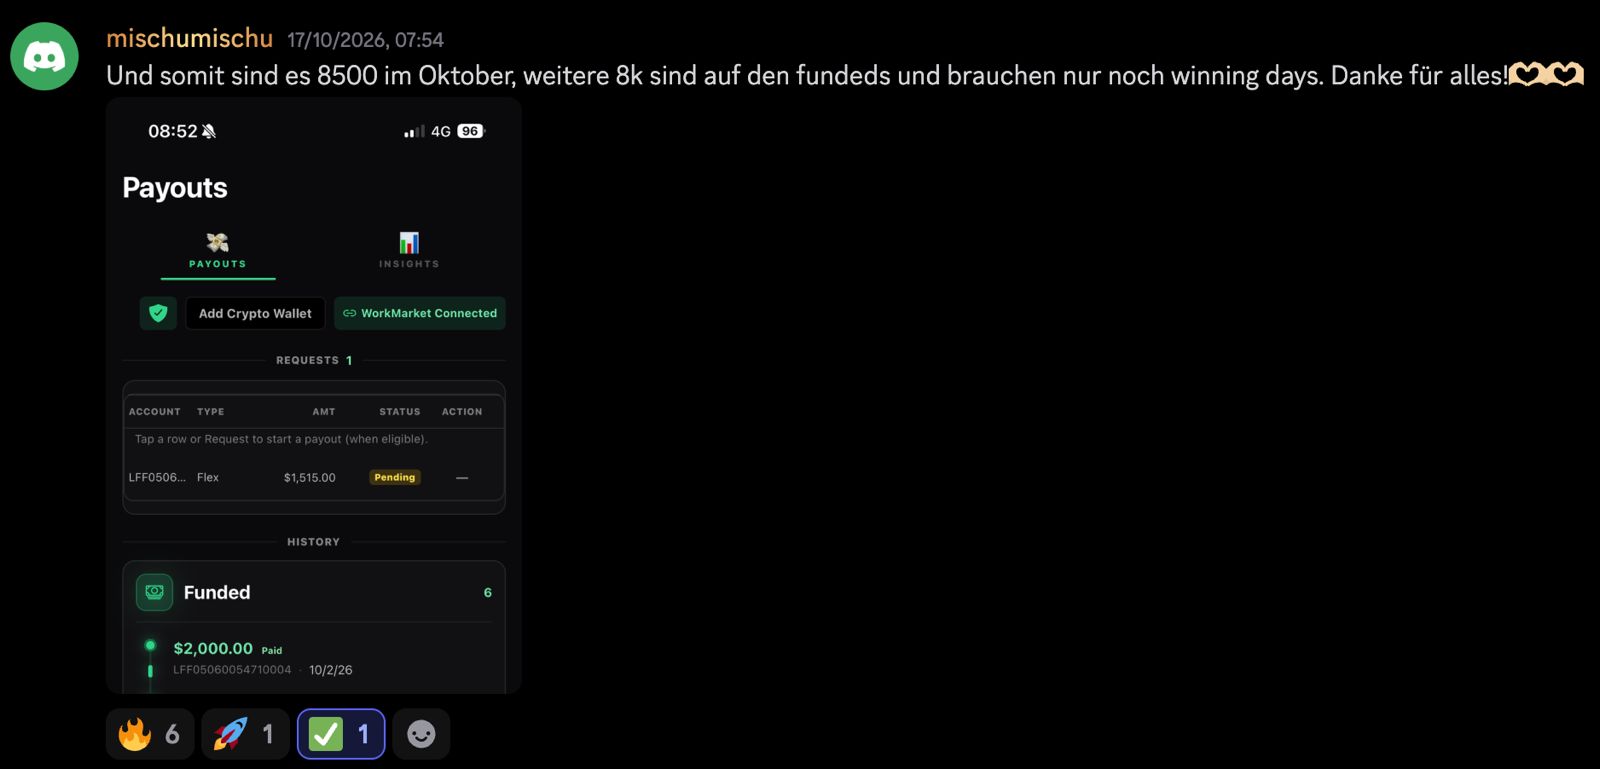 mischumischu 17/10/2026, 07:54
Und somit sind es 8500 im Oktober, weitere 8k sind auf den fundeds und brauchen nur noch winning days. Danke für alles!
08:52 4G 96
Payouts
PAYOUTS INSIGHTS
Add Crypto Wallet WorkMarket Connected
REQUESTS 1
ACCOUNT TYPE AMT STATUS ACTION
Tap a row or Request to start a payout (when eligible).
LFF0506... Flex $1,515.00 Pending —
HISTORY
Funded 6
$2,000.00 Paid
LFF05060054710004 · 10/2/26
6 1 1